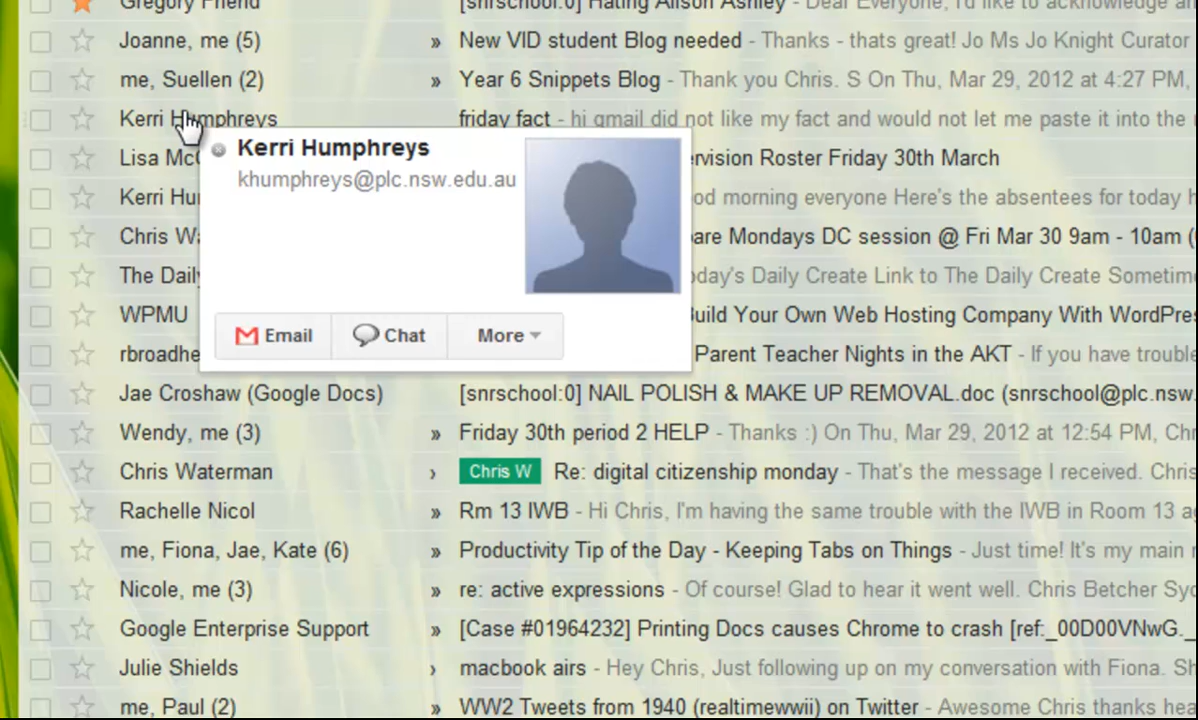 Gregory Friend [snrschool:0] Hating Alison Ashley - Dear Everyone, I'd like to acknowledge an
Joanne, me (5) » New VID student Blog needed - Thanks - thats great! Jo Ms Jo Knight Curator
me, Suellen (2) » Year 6 Snippets Blog - Thank you Chris. S On Thu, Mar 29, 2012 at 4:27 PM,
Kerri Humphreys friday fact - hi gmail did not like my fact and would not let me paste it into the
Kerri Humphreys
khumphreys@plc.nsw.edu.au
Email Chat More
Lisa Mc rvision Roster Friday 30th March
Kerri Hu od morning everyone Here's the absentees for today h
Chris Wa are Mondays DC session @ Fri Mar 30 9am - 10am (
The Daily oday's Daily Create Link to The Daily Create Sometim
WPMU Build Your Own Web Hosting Company With WordPres
rbroadhe Parent Teacher Nights in the AKT - If you have trouble
Jae Croshaw (Google Docs) [snrschool:0] NAIL POLISH & MAKE UP REMOVAL.doc (snrschool@plc.nsw.
Wendy, me (3) » Friday 30th period 2 HELP - Thanks :) On Thu, Mar 29, 2012 at 12:54 PM, Chr
Chris Waterman › Chris W Re: digital citizenship monday - That's the message I received. Chris
Rachelle Nicol » Rm 13 IWB - Hi Chris, I'm having the same trouble with the IWB in Room 13 ag
me, Fiona, Jae, Kate (6) » Productivity Tip of the Day - Keeping Tabs on Things - Just time! It's my main
Nicole, me (3) » re: active expressions - Of course! Glad to hear it went well. Chris Betcher Syd
Google Enterprise Support » [Case #01964232] Printing Docs causes Chrome to crash [ref:_00D00VNwG._
Julie Shields › macbook airs - Hey Chris, Just following up on my conversation with Fiona. Sh
me, Paul (2) » WW2 Tweets from 1940 (realtimewwii) on Twitter - Awesome Chris thanks hea